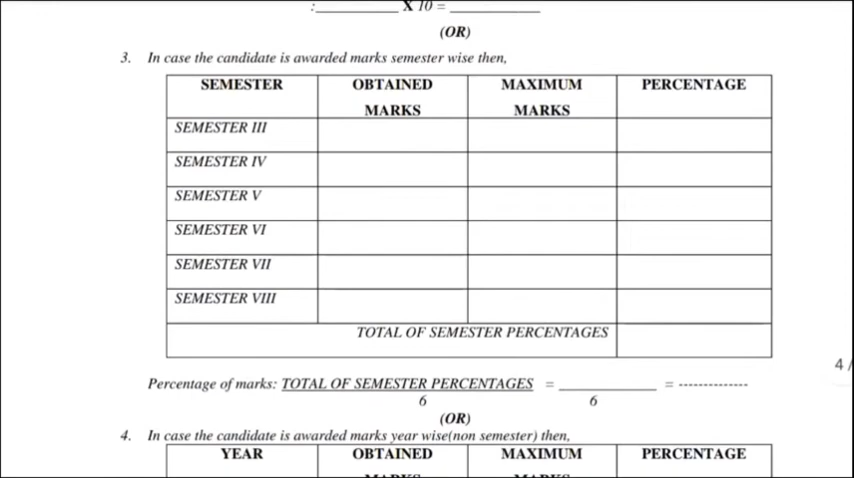 :____________ X 10 = _____________
(OR)
3. In case the candidate is awarded marks semester wise then,
SEMESTER OBTAINED MARKS MAXIMUM MARKS PERCENTAGE
SEMESTER III
SEMESTER IV
SEMESTER V
SEMESTER VI
SEMESTER VII
SEMESTER VIII
TOTAL OF SEMESTER PERCENTAGES
Percentage of marks: TOTAL OF SEMESTER PERCENTAGES = ______________ = --------------
6 6
(OR)
4. In case the candidate is awarded marks year wise(non semester) then,
YEAR OBTAINED MAXIMUM PERCENTAGE
4 /